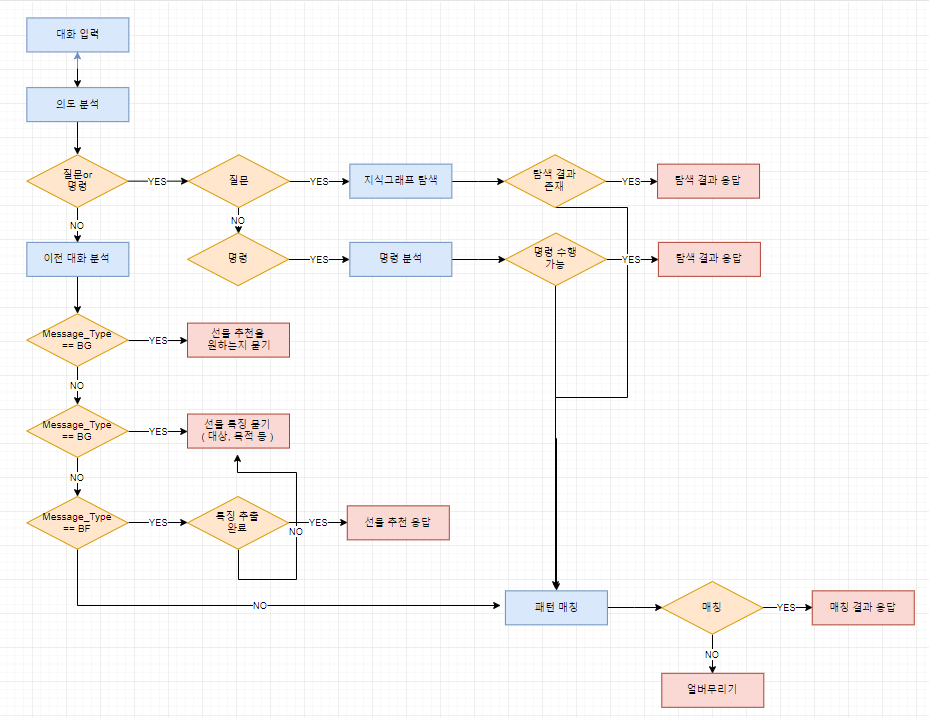 대화 입력
의도 분석
질문or
명령
YES
질문
YES
지식그래프 탐색
탐색 결과
존재
YES
탐색 결과 응답
NO
NO
이전 대화 분석
명령
YES
명령 분석
명령 수행
가능
YES
탐색 결과 응답
Message_Type
== BG
YES
선물 추천을
원하는지 묻기
NO
Message_Type
== BG
YES
선물 특징 묻기
( 대상, 목적 등 )
NO
Message_Type
== BF
YES
특징 추출
완료
YES
NO
선물 추천 응답
NO
패턴 매칭
매칭
YES
매칭 결과 응답
NO
얼버무리기